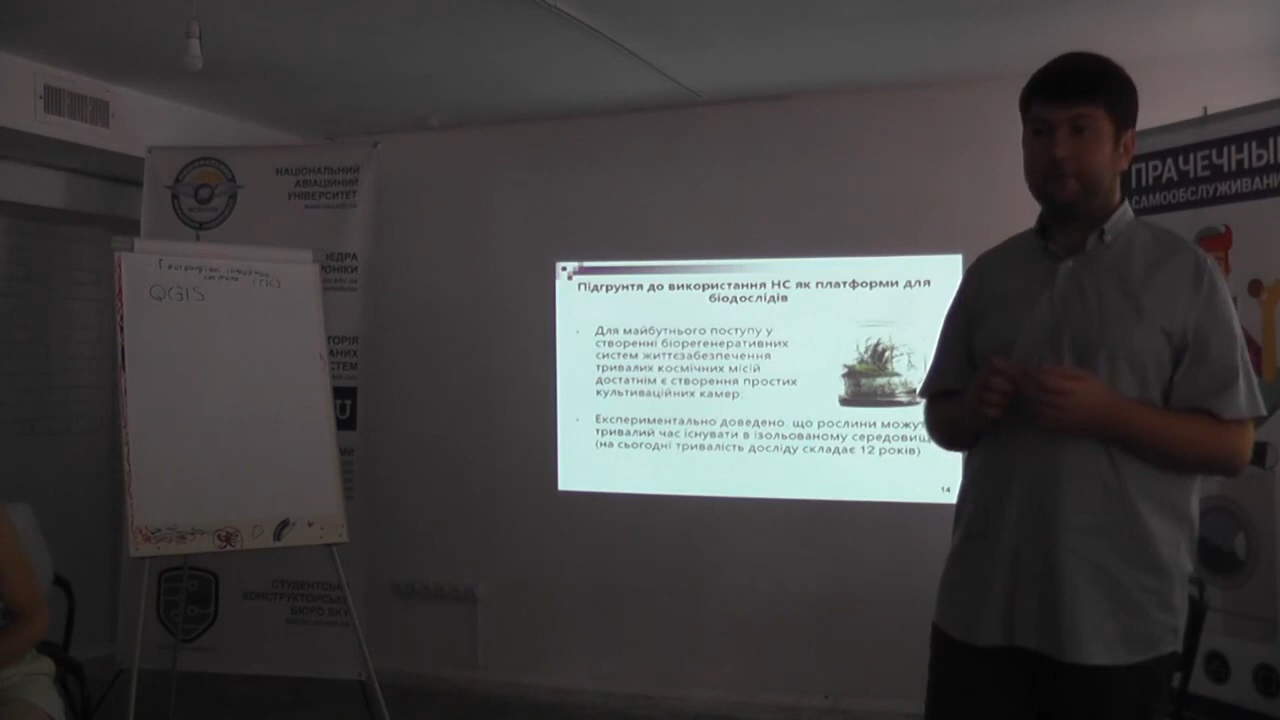 НАЦІОНАЛЬНИЙ
АВІАЦІЙНИЙ
УНІВЕРСИТЕТ
QGIS
(ГІС)
СТУДЕНТСЬК
КОНСТРУКТОРСЬК
БЮРО
Підгрунтя до використання НС як платформи для
біодослідів
Для майбутнього поступу у
створенні біорегенеративних
систем життєзабезпечення
тривалих космічних місій
достатнім є створення простих
культиваційних камер;
Експериментально доведено, що рослини можу
тривалий час існувати в ізольованому середовищ
(на сьогодні тривалість досліду складає 12 років)
14
ПРАЧЕЧНЫ
САМООБСЛУЖИВАНИ